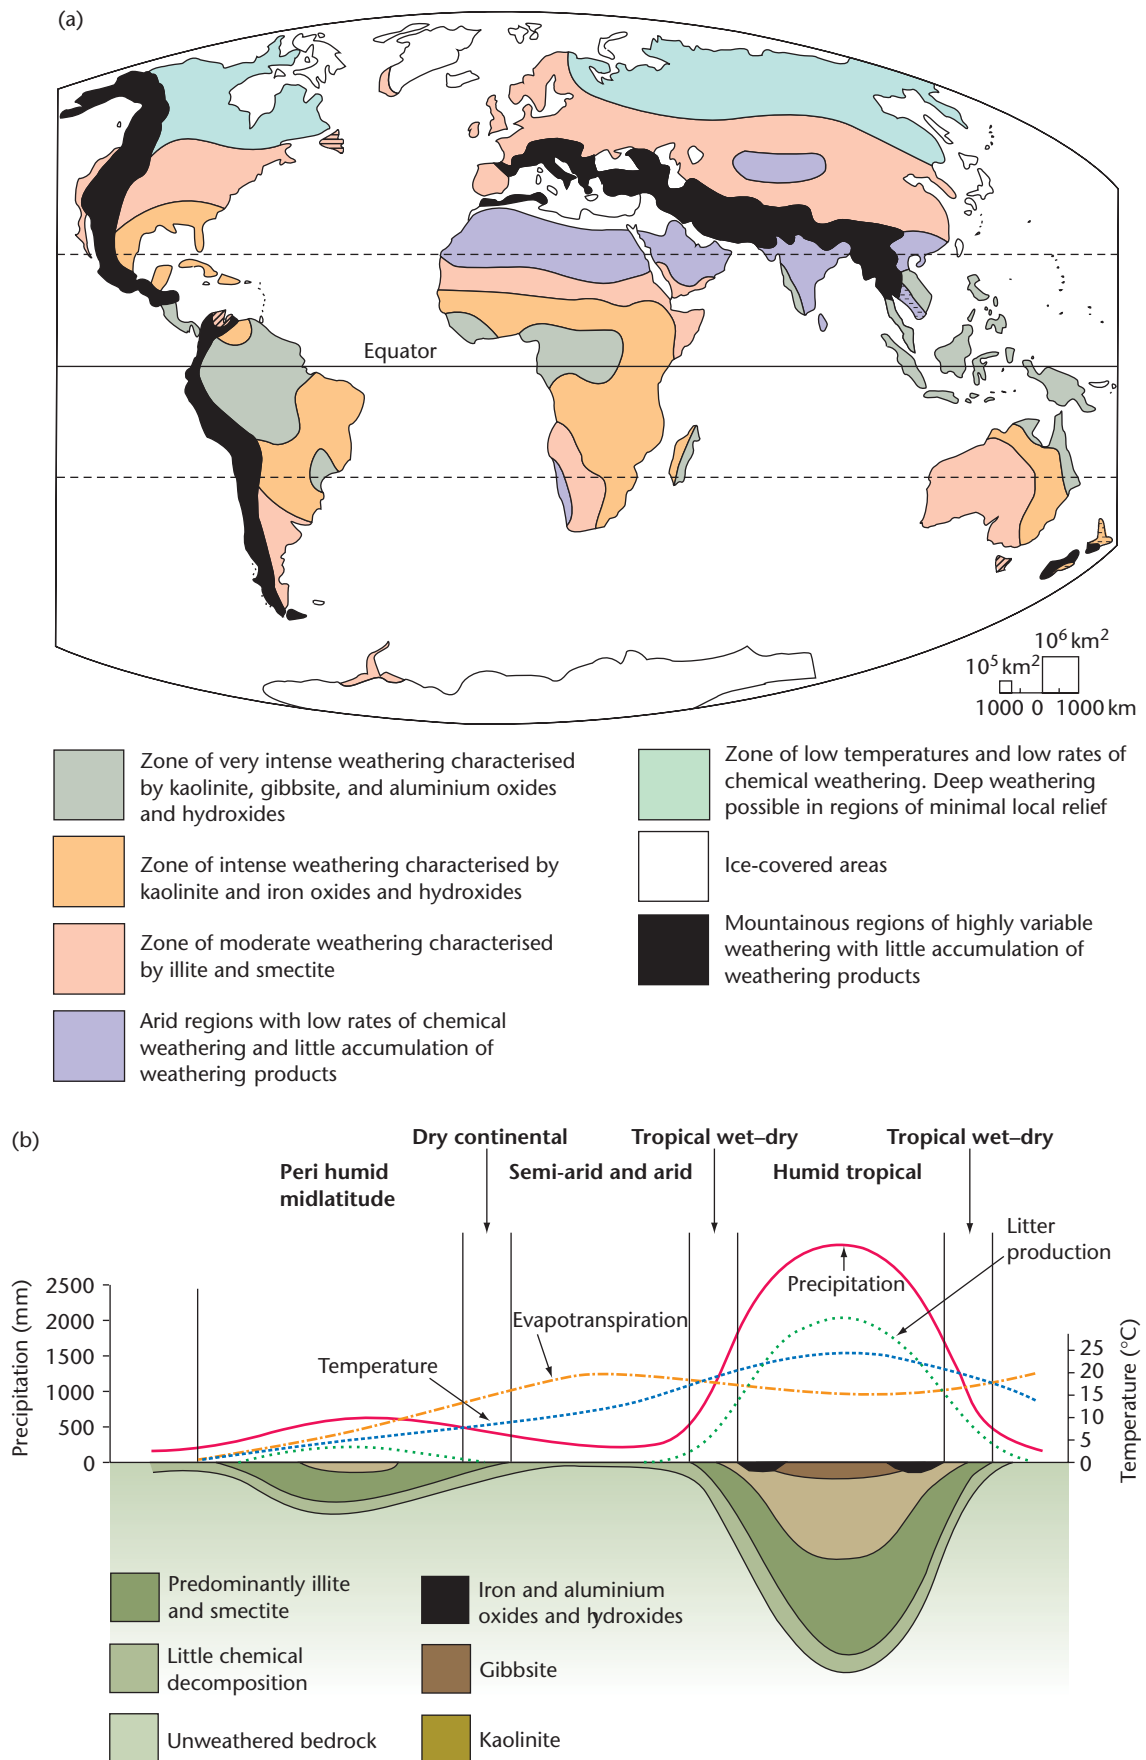 (a)
Equator
10⁶ km²
10⁵ km²
1000 0 1000 km
Zone of very intense weathering characterised
by kaolinite, gibbsite, and aluminium oxides
and hydroxides
Zone of intense weathering characterised by
kaolinite and iron oxides and hydroxides
Zone of moderate weathering characterised
by illite and smectite
Arid regions with low rates of chemical
weathering and little accumulation of
weathering products
Zone of low temperatures and low rates of
chemical weathering. Deep weathering
possible in regions of minimal local relief
Ice-covered areas
Mountainous regions of highly variable
weathering with little accumulation of
weathering products
(b)
Dry continental
Tropical wet–dry
Tropical wet–dry
Peri humid
midlatitude
Semi-arid and arid
Humid tropical
Litter
production
Precipitation
Evapotranspiration
Temperature
Precipitation (mm)
2500
2000
1500
1000
500
0
Temperature (°C)
25
20
15
10
5
0
Predominantly illite
and smectite
Little chemical
decomposition
Unweathered bedrock
Iron and aluminium
oxides and hydroxides
Gibbsite
Kaolinite